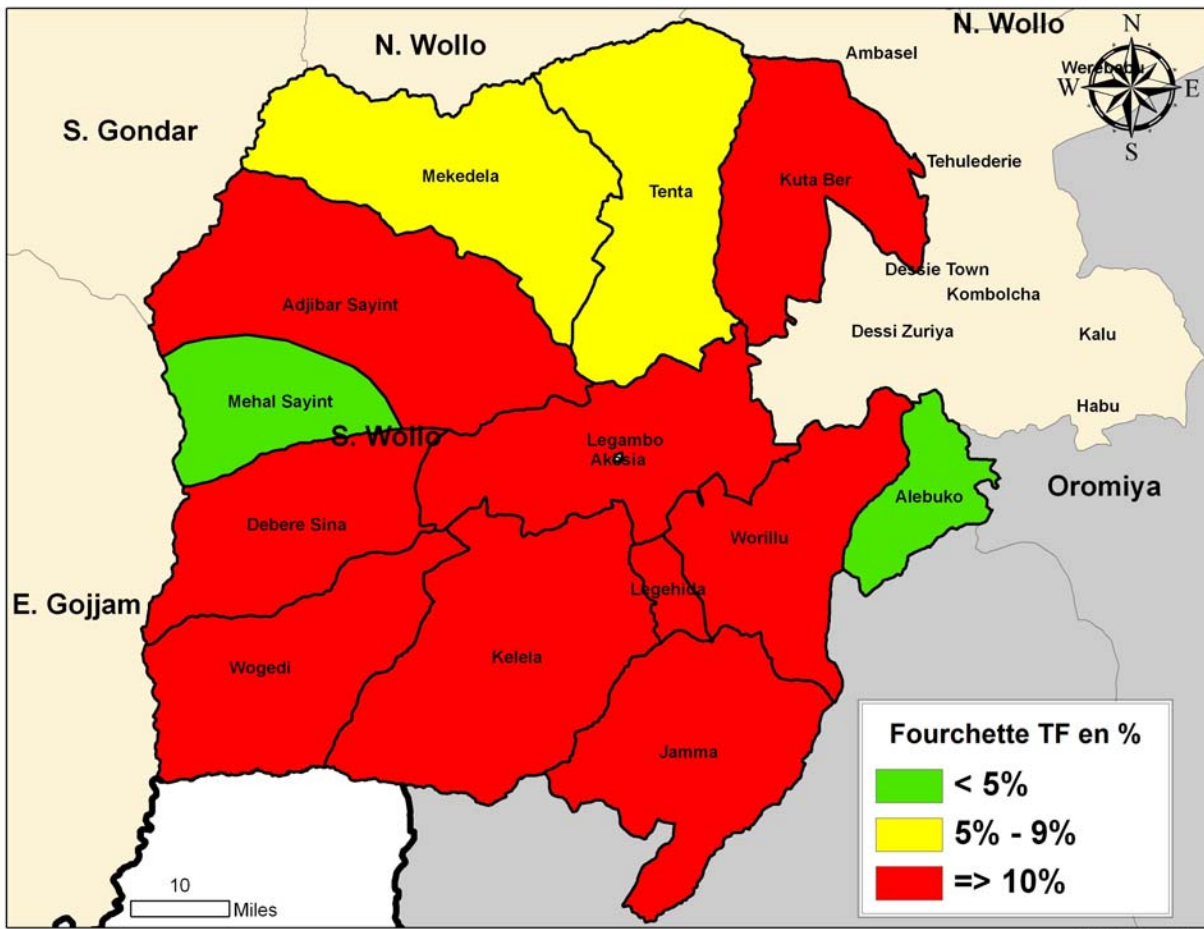 N. Wollo
N. Wollo
N
Ambasel
Werebabu
W
E
S. Gondar
S
Tehulederie
Mekedela
Tenta
Kuta Ber
Dessie Town
Kombolcha
Adjibar Sayint
Dessi Zuriya
Kalu
Mehal Sayint
Habu
S. Wollo
Legambo
Akesia
Alebuko
Oromiya
Debere Sina
Worillu
Legehida
E. Gojjam
Wogedi
Kelela
Jamma
Fourchette TF en %
< 5%
5% - 9%
=> 10%
10
Miles